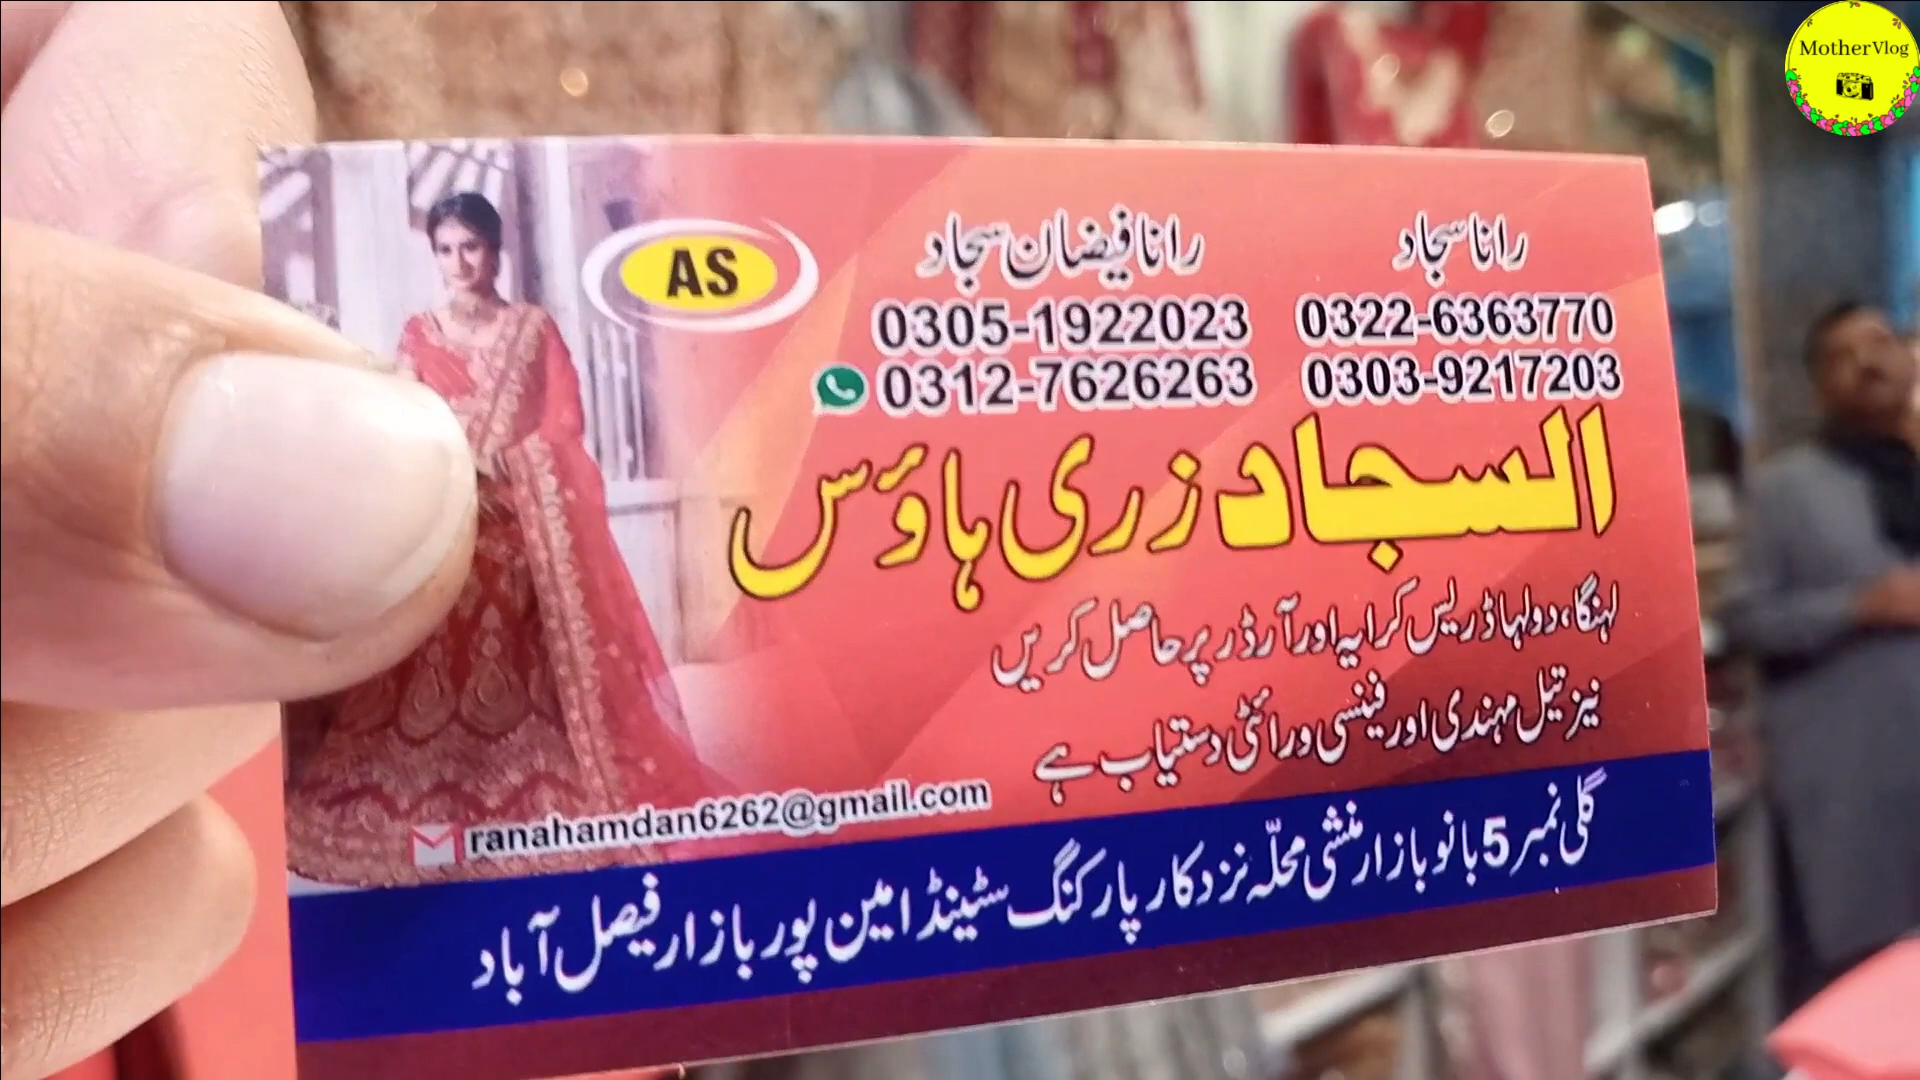 MotherVlog
AS
رانا سجاد
0322-6363770
0303-9217203
رانا فیضان سجاد
0305-1922023
0312-7626263
السجاد زری ہاؤس
لہنگا، دولہا ڈریس کرایہ اور آرڈر پر حاصل کریں
نیز تیل مہندی اور فینسی ورائٹی دستیاب ہے
ranahamdan6262@gmail.com
گلی نمبر 5 بانو بازار منشی محلّہ نزد کار پارکنگ سٹینڈ امین پور بازار فیصل آباد